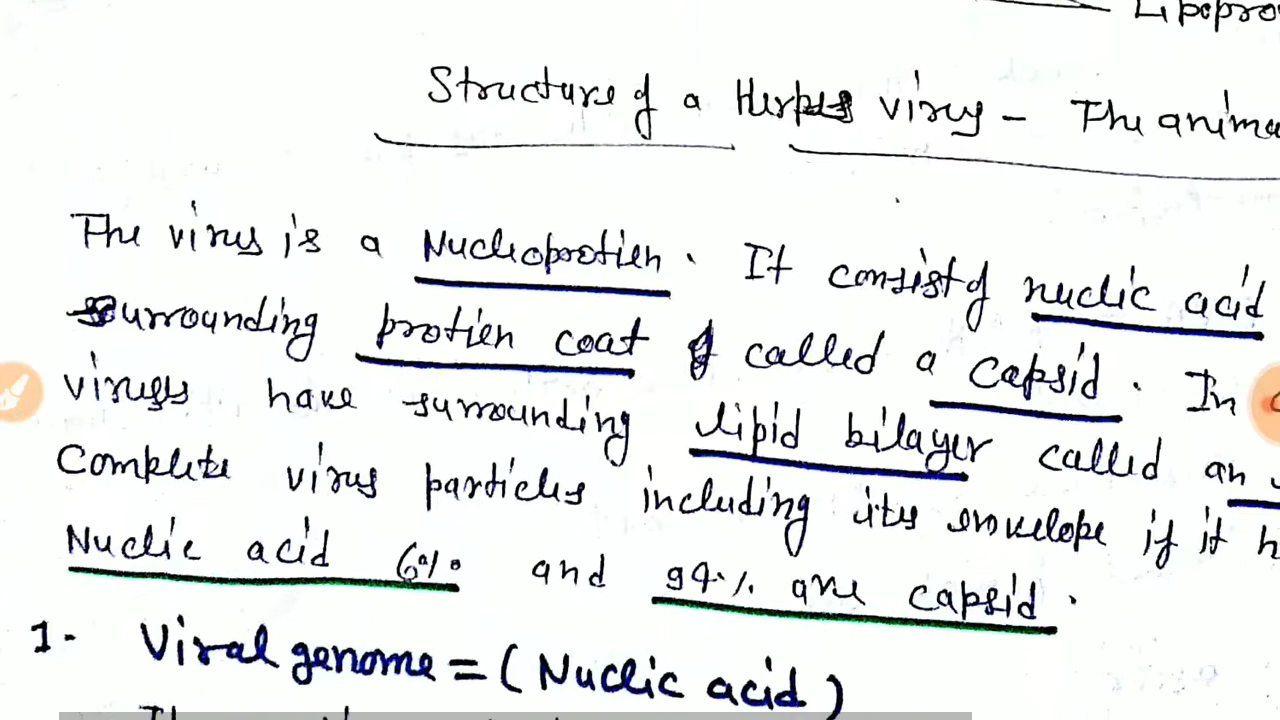 Lipopro
Structure of a Herpes virus - The anima
The virus is a Nucleoprotien. It consist of nuclic acid
surrounding protien coat called a capsid. In
viruses have surrounding lipid bilayer called an
Complete virus particles including its envelope if it h
Nuclic acid 6% and 94% are capsid.
1. Viral genome = (Nuclic acid)